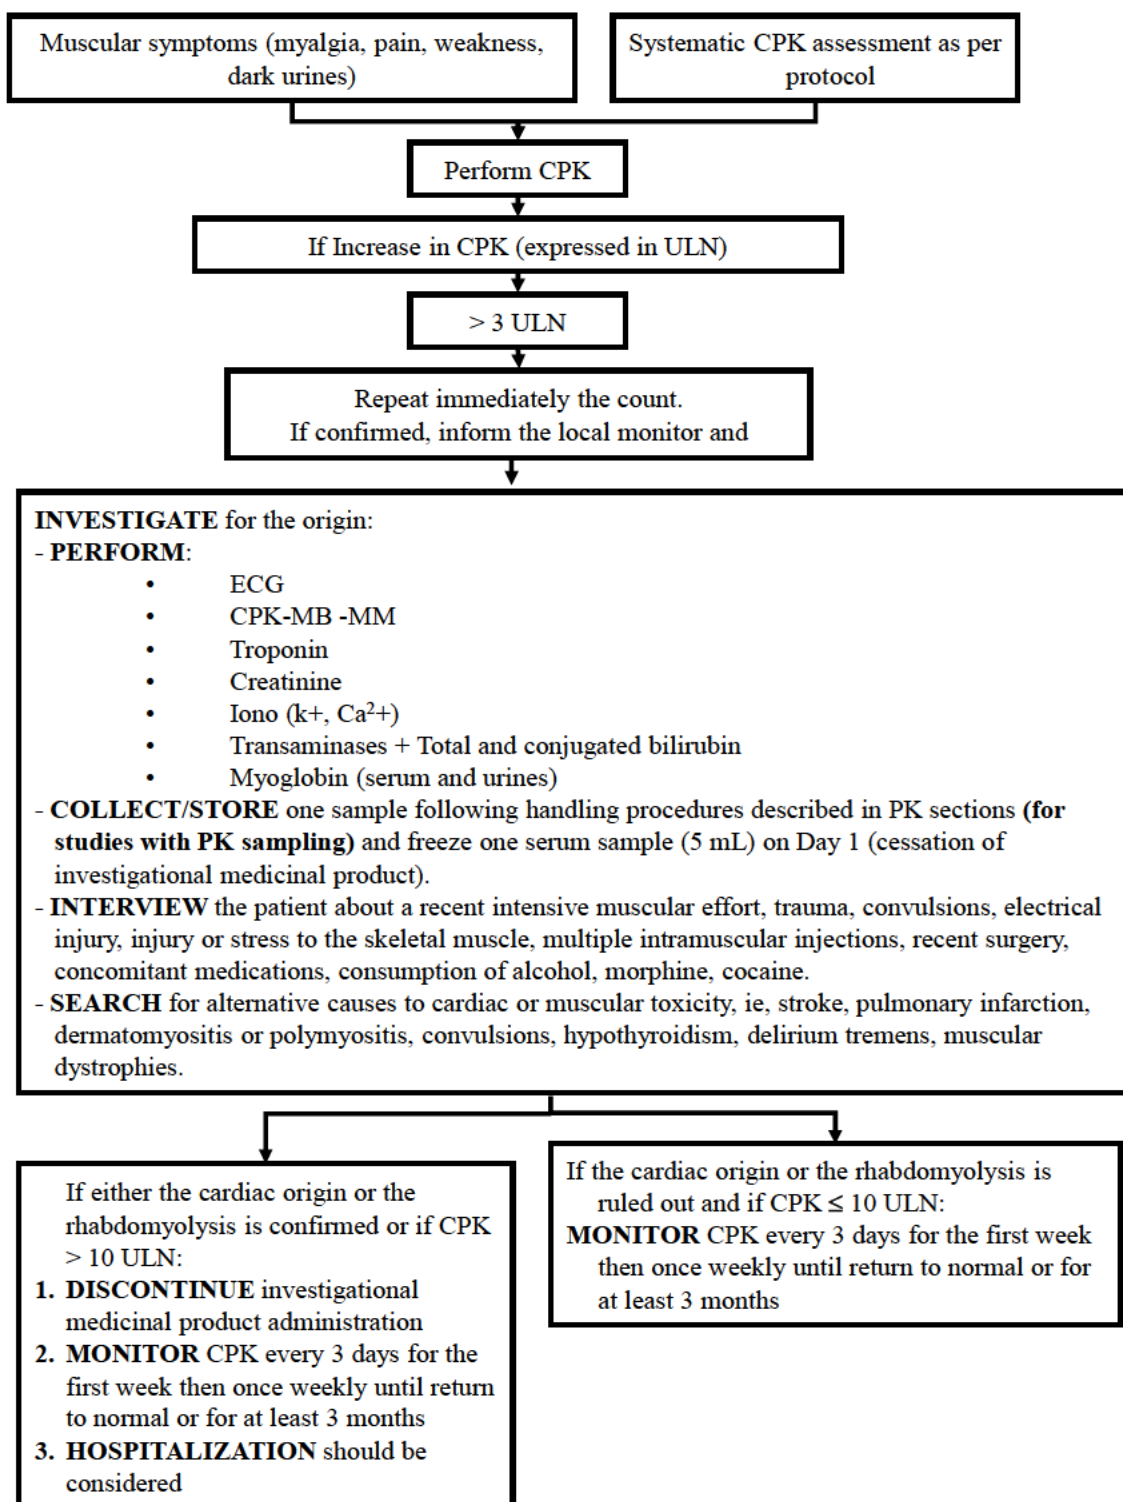 Muscular symptoms (myalgia, pain, weakness,
dark urines)
Systematic CPK assessment as per
protocol
Perform CPK
If Increase in CPK (expressed in ULN)
> 3 ULN
Repeat immediately the count.
If confirmed, inform the local monitor and
INVESTIGATE for the origin:
- PERFORM:
• ECG
• CPK-MB -MM
• Troponin
• Creatinine
• Iono (k+, Ca²⁺)
• Transaminases + Total and conjugated bilirubin
• Myoglobin (serum and urines)
- COLLECT/STORE one sample following handling procedures described in PK sections (for
studies with PK sampling) and freeze one serum sample (5 mL) on Day 1 (cessation of
investigational medicinal product).
- INTERVIEW the patient about a recent intensive muscular effort, trauma, convulsions, electrical
injury, injury or stress to the skeletal muscle, multiple intramuscular injections, recent surgery,
concomitant medications, consumption of alcohol, morphine, cocaine.
- SEARCH for alternative causes to cardiac or muscular toxicity, ie, stroke, pulmonary infarction,
dermatomyositis or polymyositis, convulsions, hypothyroidism, delirium tremens, muscular
dystrophies.
If either the cardiac origin or the
rhabdomyolysis is confirmed or if CPK
> 10 ULN:
1. DISCONTINUE investigational
medicinal product administration
2. MONITOR CPK every 3 days for the
first week then once weekly until return
to normal or for at least 3 months
3. HOSPITALIZATION should be
considered
If the cardiac origin or the rhabdomyolysis is
ruled out and if CPK ≤ 10 ULN:
MONITOR CPK every 3 days for the first week
then once weekly until return to normal or for
at least 3 months